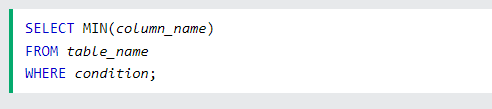 SELECT MIN(column_name)
FROM table_name
WHERE condition;